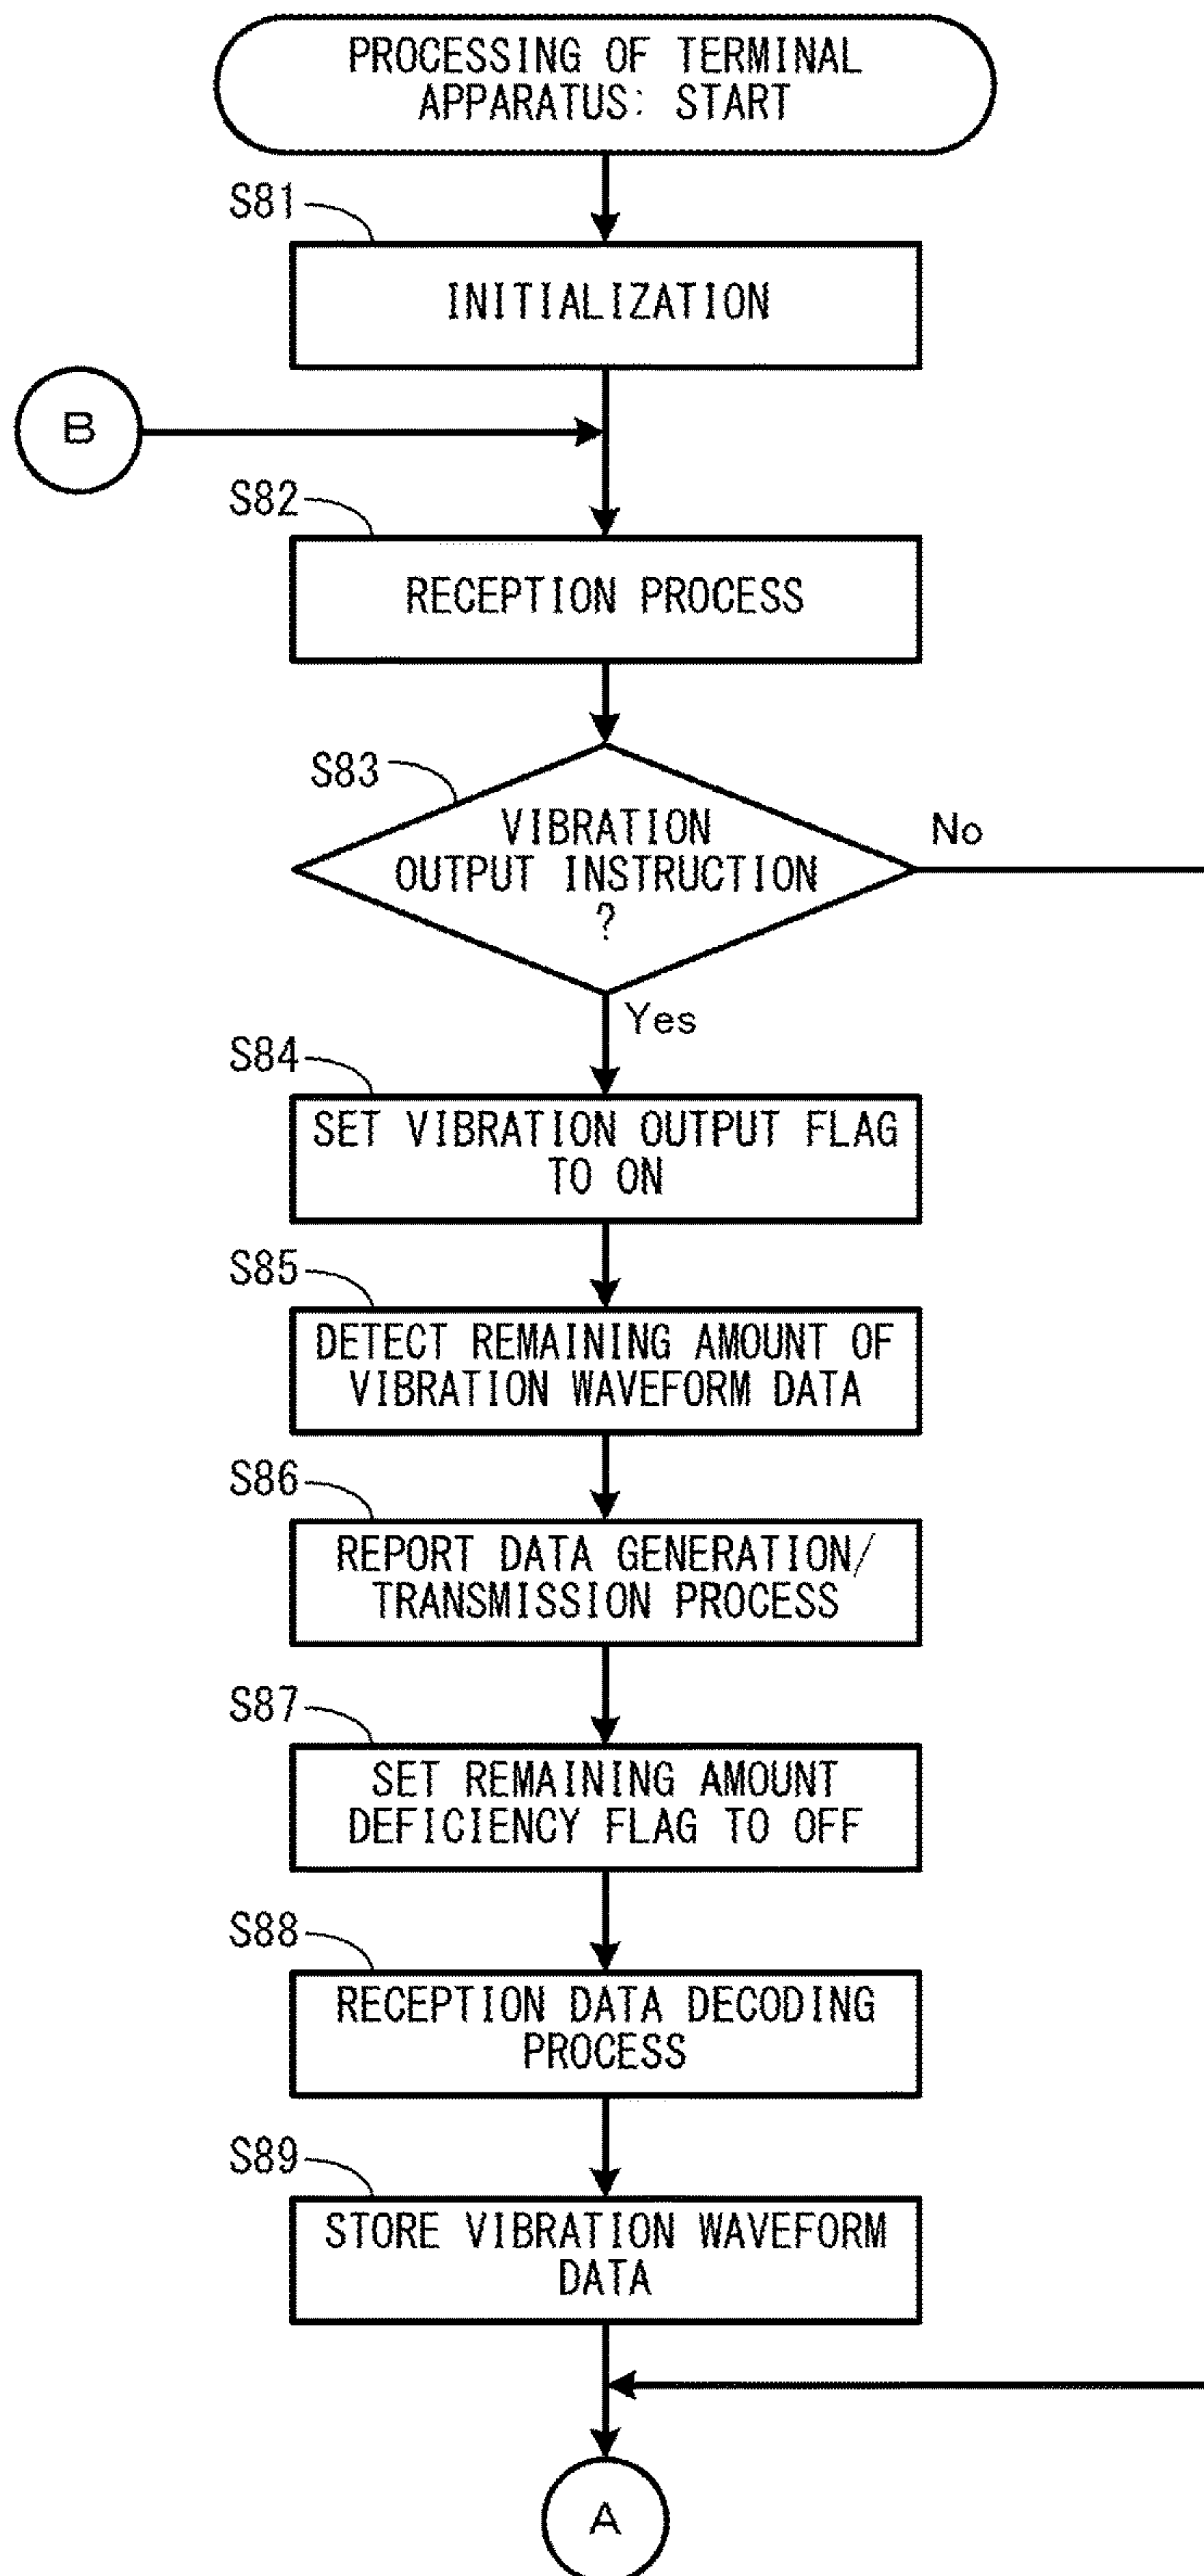 PROCESSING OF TERMINAL
APPARATUS: START
S81
INITIALIZATION
B
S82
RECEPTION PROCESS
S83
VIBRATION
OUTPUT INSTRUCTION
?
No
Yes
S84
SET VIBRATION OUTPUT FLAG
TO ON
S85
DETECT REMAINING AMOUNT OF
VIBRATION WAVEFORM DATA
S86
REPORT DATA GENERATION/
TRANSMISSION PROCESS
S87
SET REMAINING AMOUNT
DEFICIENCY FLAG TO OFF
S88
RECEPTION DATA DECODING
PROCESS
S89
STORE VIBRATION WAVEFORM
DATA
A